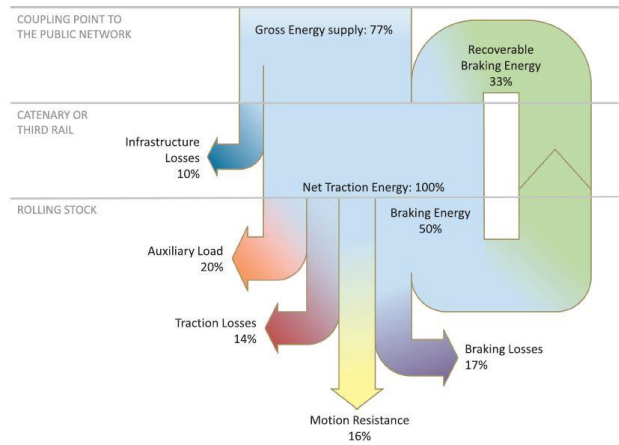 COUPLING POINT TO
THE PUBLIC NETWORK
Gross Energy supply: 77%
Recoverable
Braking Energy
33%
CATENARY OR
THIRD RAIL
Infrastructure
Losses
10%
Net Traction Energy: 100%
ROLLING STOCK
Braking Energy
50%
Auxiliary Load
20%
Traction Losses
14%
Braking Losses
17%
Motion Resistance
16%